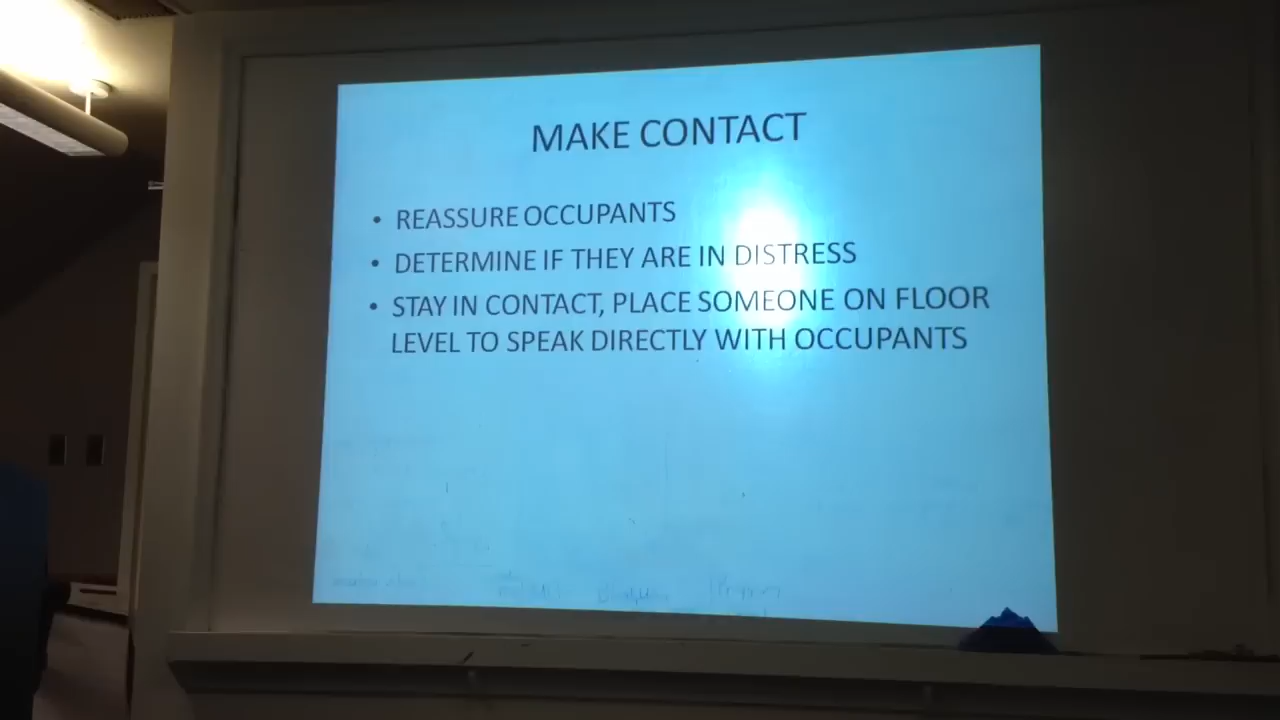 MAKE CONTACT
• REASSURE OCCUPANTS
• DETERMINE IF THEY ARE IN DISTRESS
• STAY IN CONTACT, PLACE SOMEONE ON FLOOR
LEVEL TO SPEAK DIRECTLY WITH OCCUPANTS